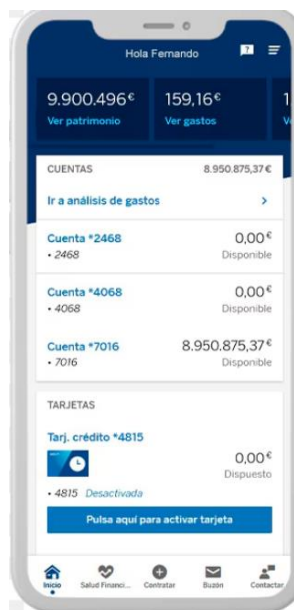 Hola Fernando
?
9.900.496€ 159,16€ 1
Ver patrimonio Ver gastos
CUENTAS 8.950.875,37€
Ir a análisis de gastos >
Cuenta *2468 0,00€
• 2468 Disponible
Cuenta *4068 0,00€
• 4068 Disponible
Cuenta *7016 8.950.875,37€
• 7016 Disponible
TARJETAS
Tarj. crédito *4815
0,00€
Dispuesto
• 4815 Desactivada
Pulsa aquí para activar tarjeta
Inicio Salud Financi... Contratar Buzón Contactar